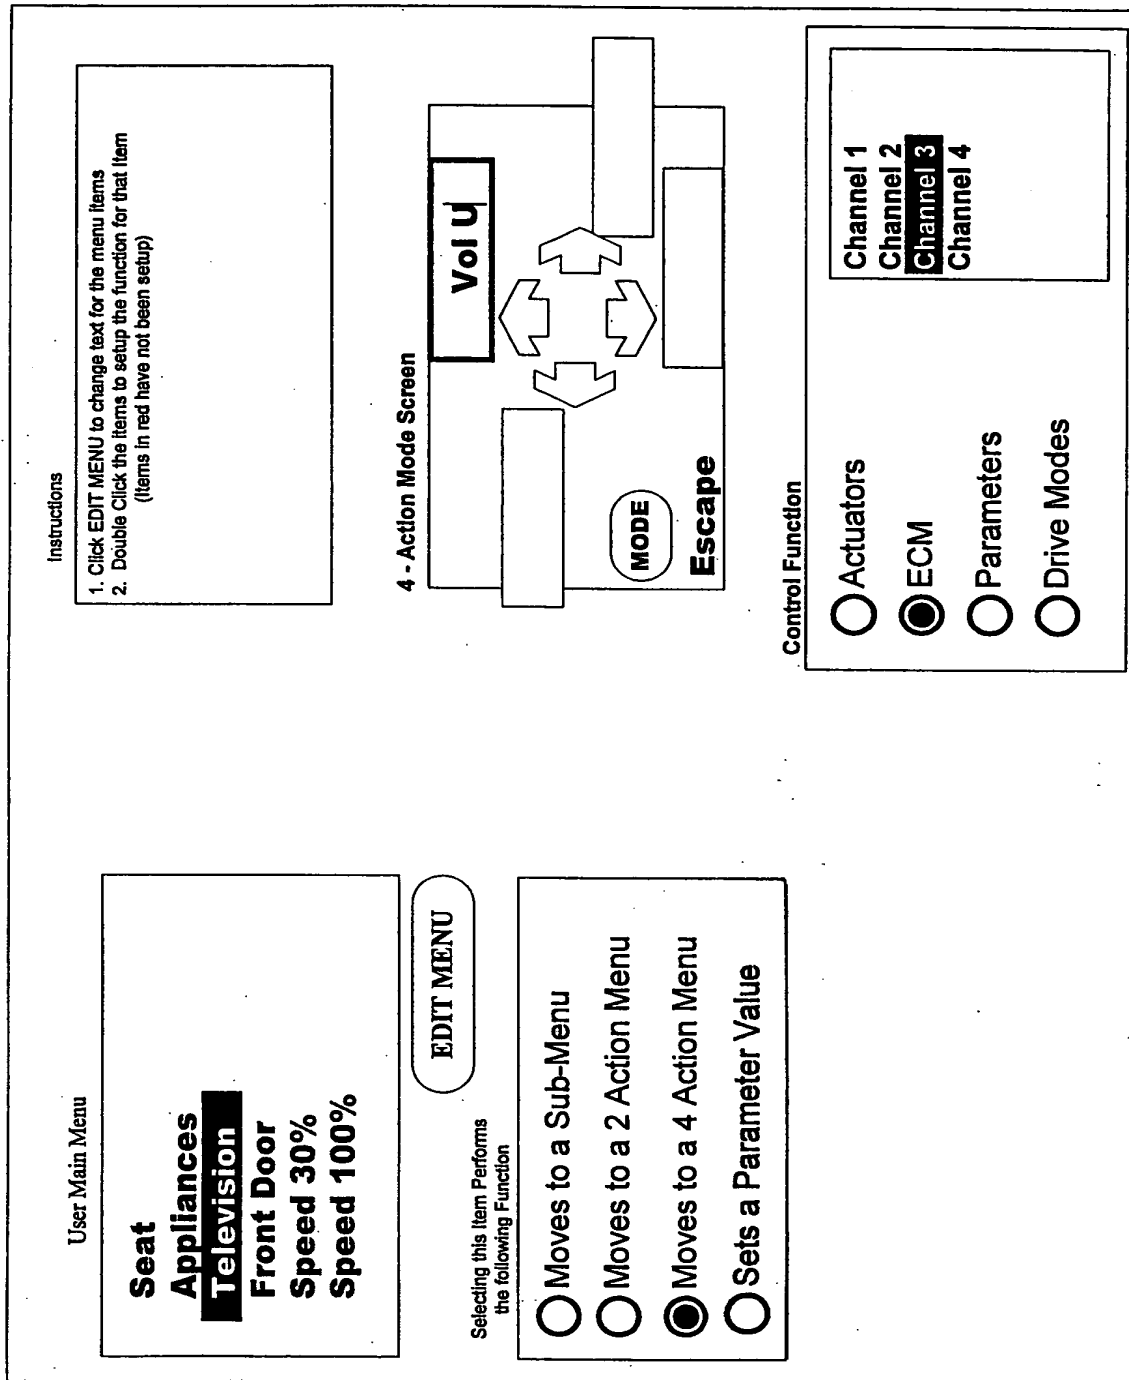 User Main Menu
Seat
Appliances
Television
Front Door
Speed 30%
Speed 100%
EDIT MENU
Selecting this Item Performs
the following Function
Moves to a Sub-Menu
Moves to a 2 Action Menu
Moves to a 4 Action Menu
Sets a Parameter Value
Instructions
1. Click EDIT MENU to change text for the menu items
2. Double Click the items to setup the function for that item
(Items in red have not been setup)
4 - Action Mode Screen
Vol U
MODE
Escape
Control Function
Actuators
ECM
Parameters
Drive Modes
Channel 1
Channel 2
Channel 3
Channel 4